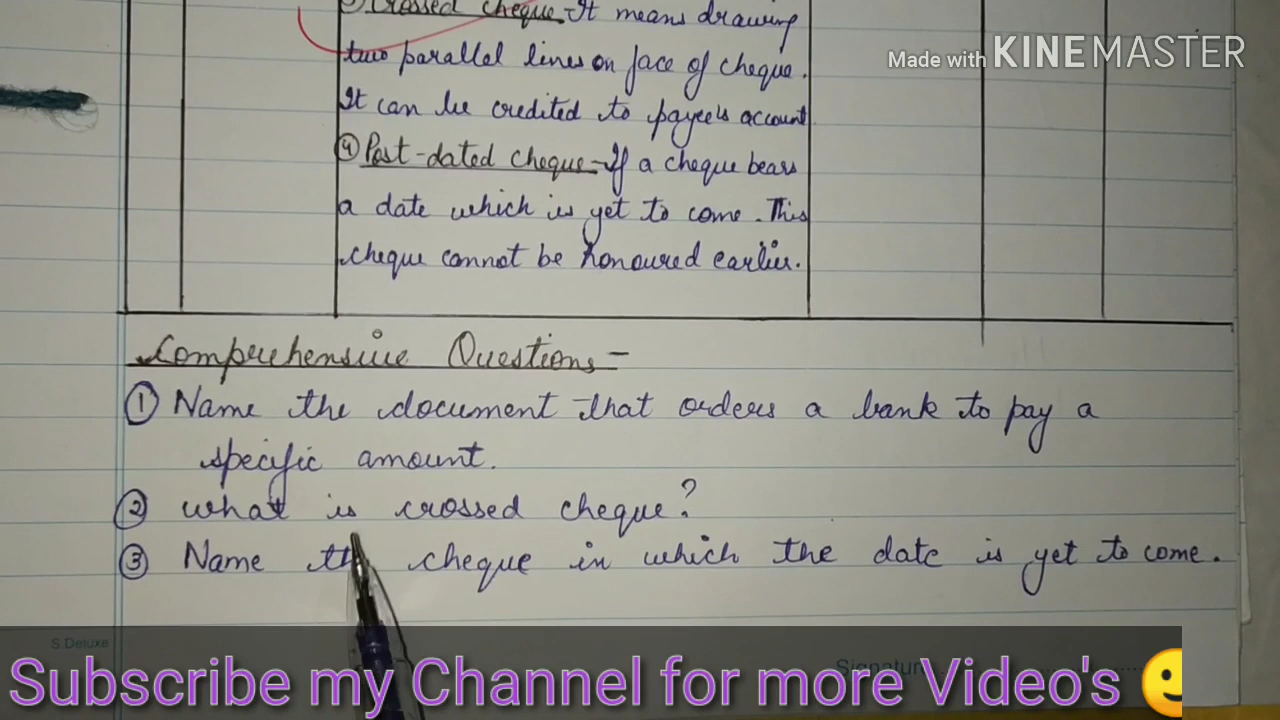 ③ Crossed cheque - It means drawing
two parallel lines on face of cheque.
It can be credited to payee's account
④ Post-dated cheque - If a cheque bears
a date which is yet to come. This
cheque cannot be honoured earlier.
Made with KINEMASTER
Comprehensive Questions -
① Name the document that orders a bank to pay a
specific amount.
② what is crossed cheque?
③ Name the cheque in which the date is yet to come.
S.Deluxe
Signature
Subscribe my Channel for more Video's